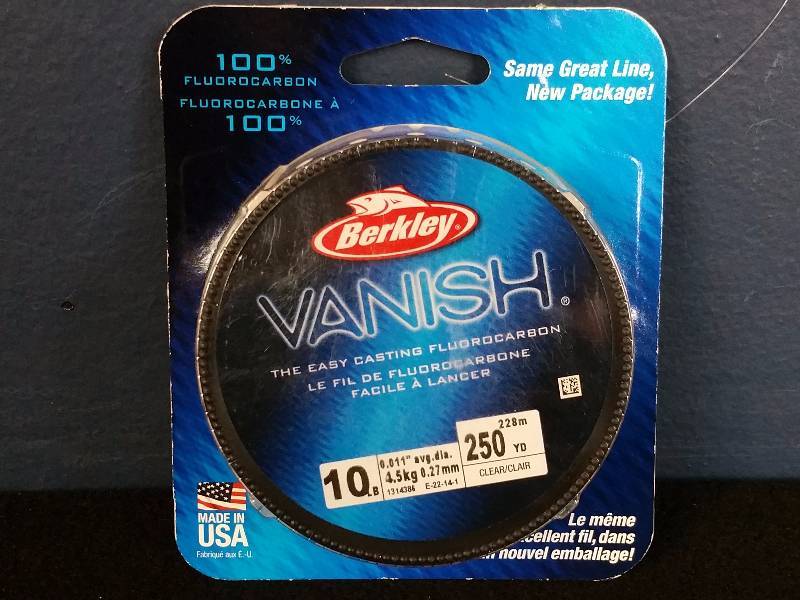 100%
FLUOROCARBON
FLUOROCARBONE À
100%
Same Great Line,
New Package!
Berkley®
VANISH®
THE EASY CASTING FLUOROCARBON
LE FIL DE FLUOROCARBONE
FACILE À LANCER
10LB
0.011" avg.dia.
4.5kg 0.27mm
1314386 E-22-14-1
228m
250 YD
CLEAR/CLAIR
MADE IN
USA
Fabriqué aux É.-U.
Le même
cellent fil, dans
nouvel emballage!